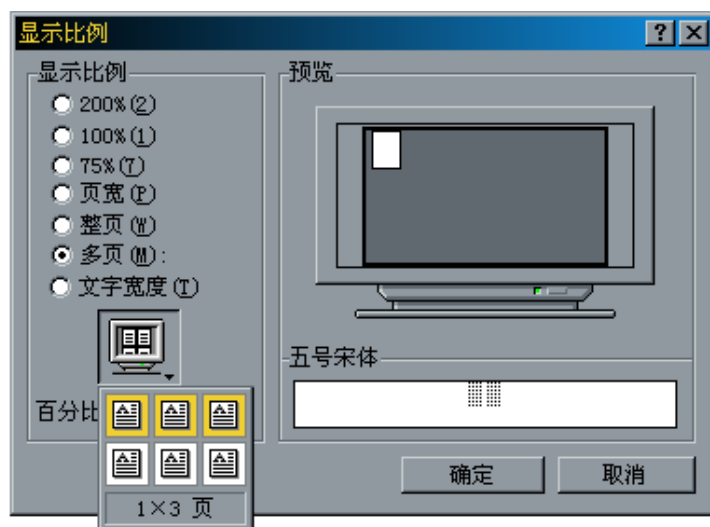 显示比例
显示比例
200%(2)
100%(1)
75%(7)
页宽(P)
整页(W)
多页(M):
文字宽度(T)
百分比
1×3 页
预览
五号宋体
确定
取消